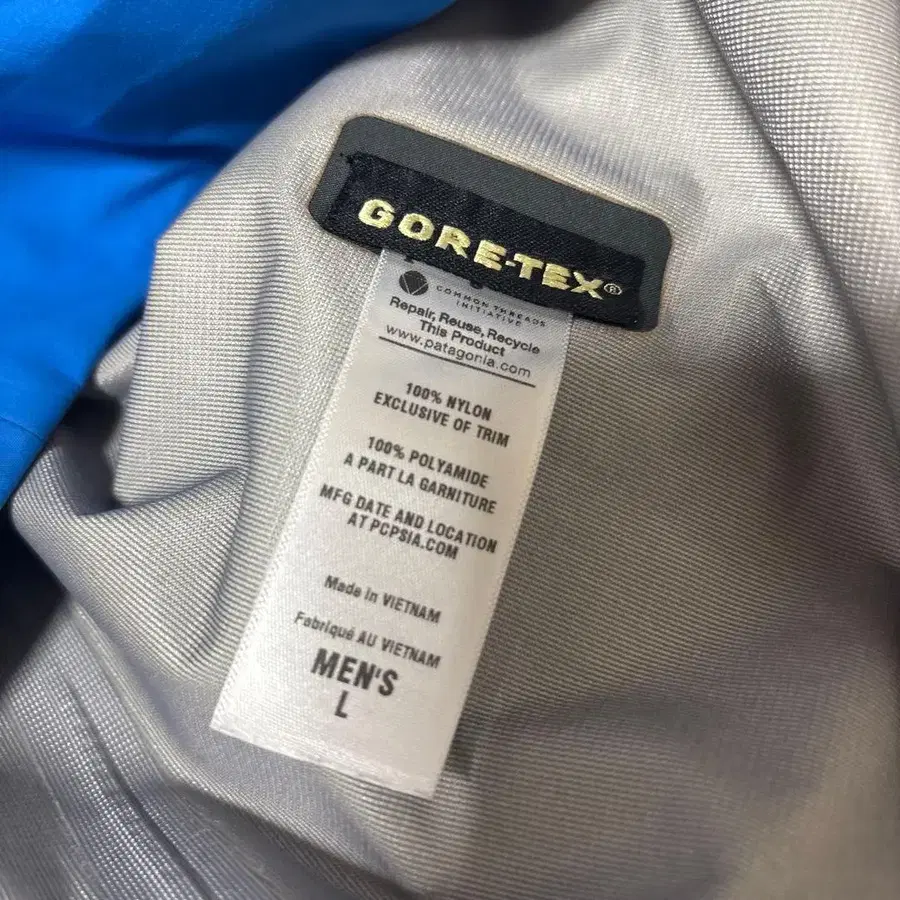 GORE-TEX®
COMMON THREADS
INITIATIVE
Repair, Reuse, Recycle
This Product
www.patagonia.com
100% NYLON
EXCLUSIVE OF TRIM
100% POLYAMIDE
A PART LA GARNITURE
MFG DATE AND LOCATION
AT PCPSIA.COM
Made in VIETNAM
Fabriqué AU VIETNAM
MEN'S
L